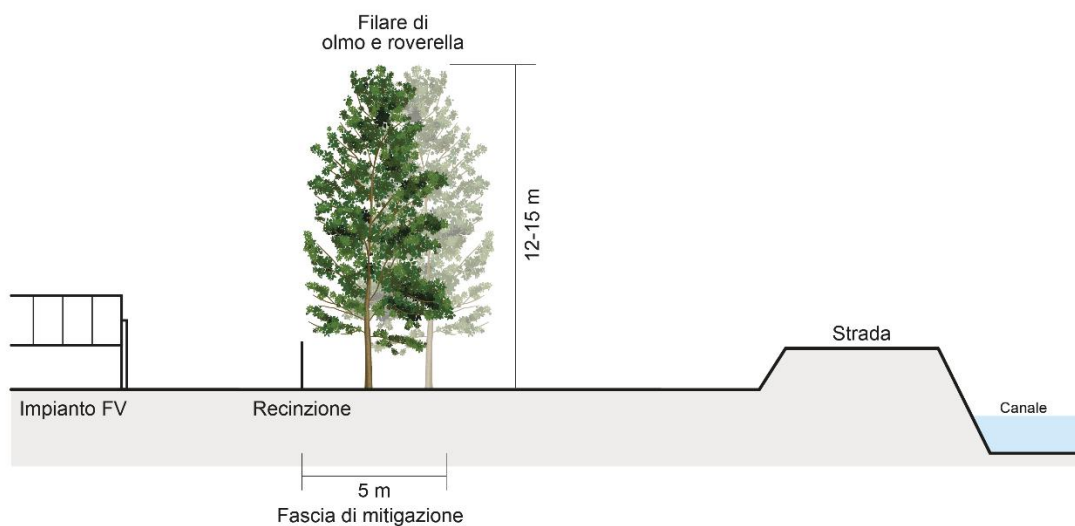 Filare di
olmo e roverella
12-15 m
Strada
Impianto FV
Recinzione
Canale
5 m
Fascia di mitigazione